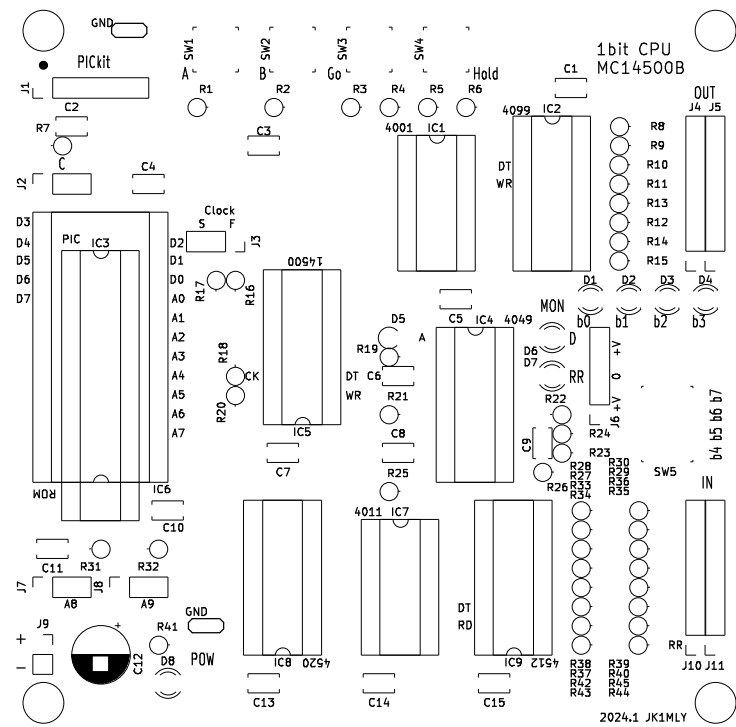 GND
PICkit
J1
C2
R7
C
J2
C4
SW1
SW2
SW3
SW4
A
B
Go
Hold
R1
R2
R3
R4
R5
R6
C3
1bit CPU
MC14500B
C1
OUT
J4
J5
4099
IC2
4001
IC1
DT
WR
R8
R9
R10
R11
R13
R12
R14
R15
D1
D2
D3
D4
b0
b1
b2
b3
Clock
S
F
J3
D3
D4
D5
D6
D7
PIC
IC3
D2
D1
D0
A0
A1
A2
A3
A4
A5
A6
A7
R17
R16
14500
R18
CK
R20
DT
WR
IC5
C5
IC4
4049
A
D5
R19
C6
R21
C8
R25
C7
MON
D
D6
D7
RR
+V
0
+V
J6
R22
R24
R23
C9
R26
b4 b5 b6 b7
SW5
R28
R27
R33
R34
R30
R29
R36
R35
IN
ROM
IC6
C10
C11
R31
R32
J7
A8
J8
A9
J9
+
−
+
C12
R41
D8
GND
POW
IC8
4520
C13
4011
IC7
C14
DT
RD
IC9
4512
C15
R38
R37
R42
R43
R39
R40
R45
R44
RR
J10
J11
2024.1 JK1MLY